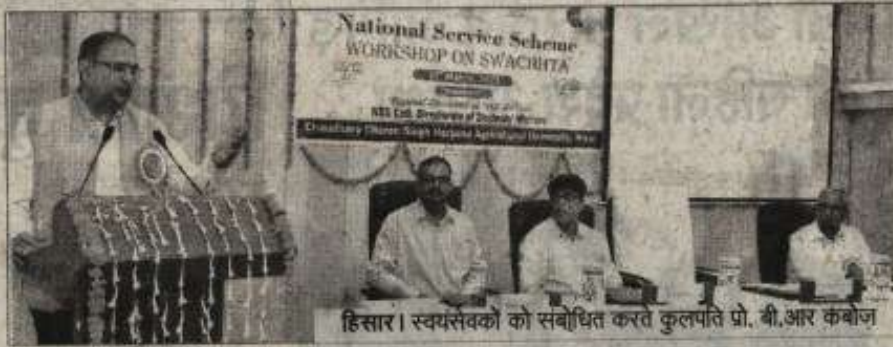 National Service Scheme
WORKSHOP ON SWACHHTA
NSS Cell, Directorate of Students' Welfare
Chaudhary Charan Singh Haryana Agricultural University, Hisar
हिसार। स्वयंसेवकों को संबोधित करते कुलपति प्रो. बी.आर कंबोज